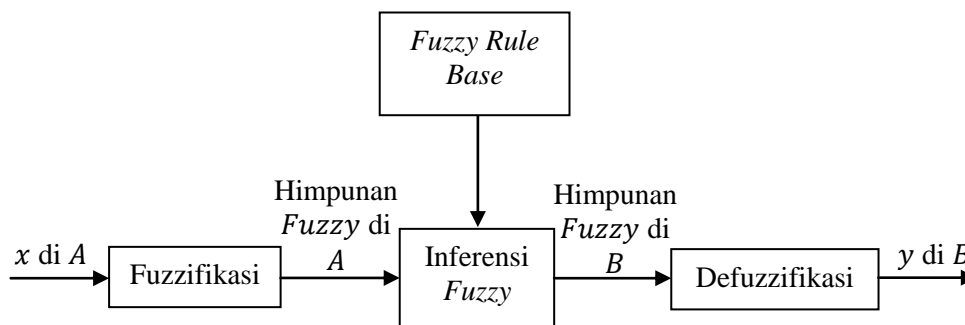 Fuzzy Rule
Base
Himpunan
Fuzzy di
A
Himpunan
Fuzzy di
B
x di A
Fuzzifikasi
Inferensi
Fuzzy
Defuzzifikasi
y di B